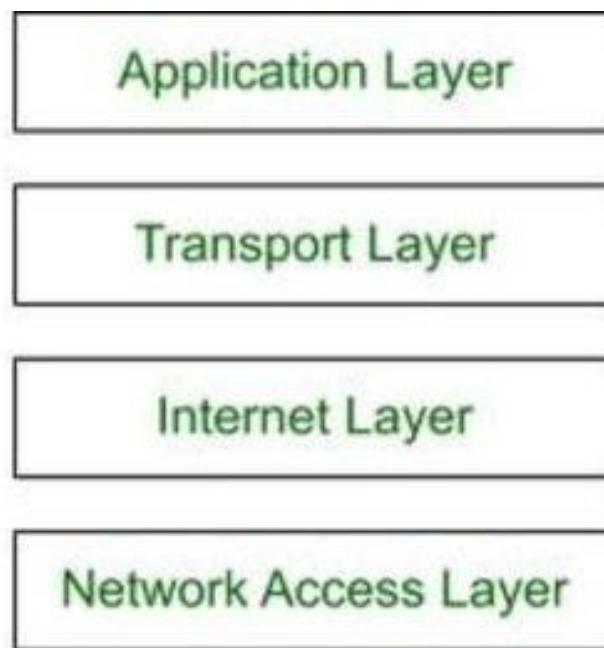 Application Layer
Transport Layer
Internet Layer
Network Access Layer